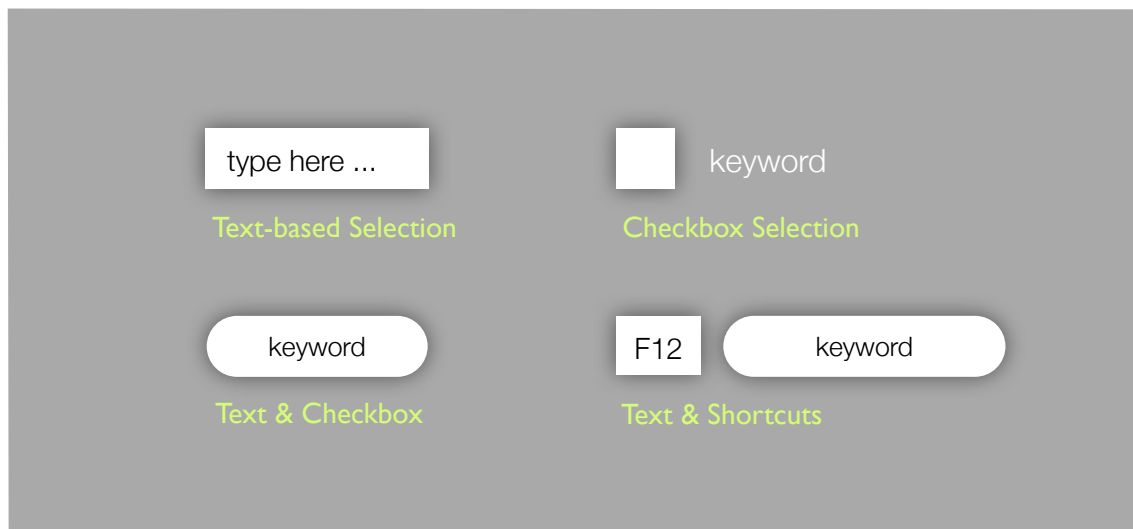 type here ...
keyword
Text-based Selection
Checkbox Selection
keyword
F12
keyword
Text & Checkbox
Text & Shortcuts